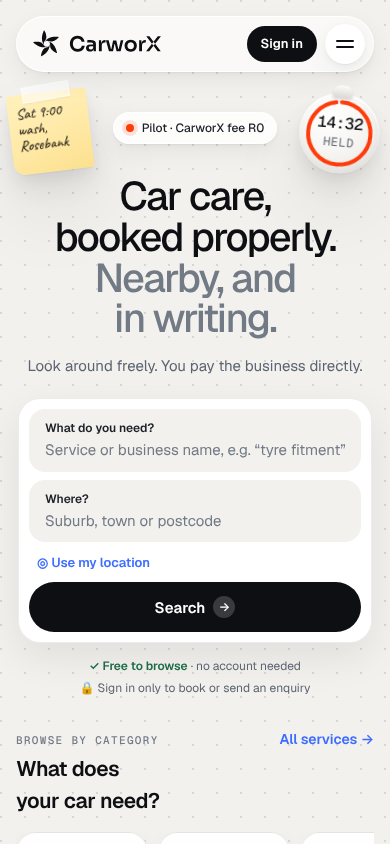 CarworX
Sign in
Sat 9:00
wash,
Rosebank
Pilot · CarworX fee R0
14:32
HELD
Car care,
booked properly.
Nearby, and
in writing.
Look around freely. You pay the business directly.
What do you need?
Service or business name, e.g. “tyre fitment”
Where?
Suburb, town or postcode
◎ Use my location
Search →
✓ Free to browse · no account needed
🔒 Sign in only to book or send an enquiry
BROWSE BY CATEGORY
All services →
What does
your car need?